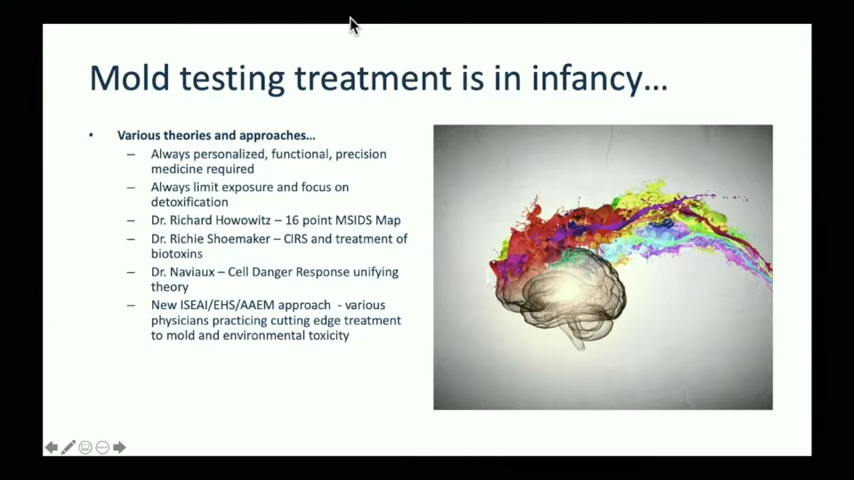 Mold testing treatment is in infancy...
• Various theories and approaches...
– Always personalized, functional, precision
medicine required
– Always limit exposure and focus on
detoxification
– Dr. Richard Howowitz – 16 point MSIDS Map
– Dr. Richie Shoemaker – CIRS and treatment of
biotoxins
– Dr. Naviaux – Cell Danger Response unifying
theory
– New ISEAI/EHS/AAEM approach - various
physicians practicing cutting edge treatment
to mold and environmental toxicity